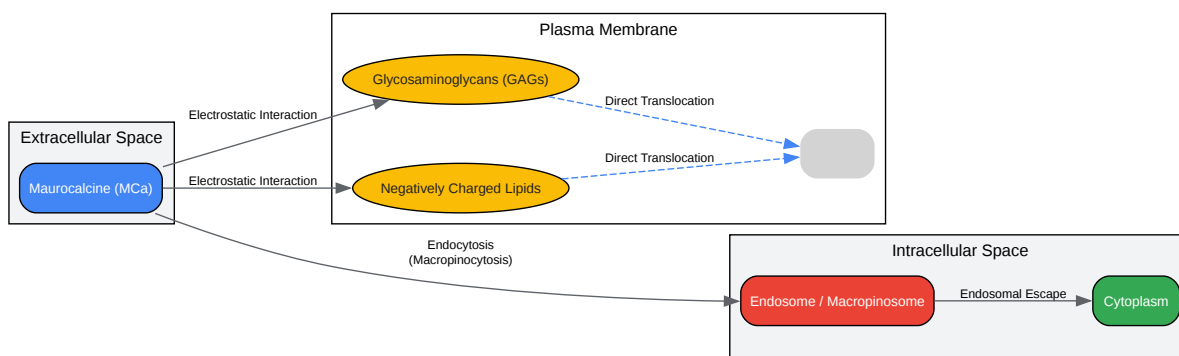 Plasma Membrane
Glycosaminoglycans (GAGs)
Direct Translocation
Electrostatic Interaction
Extracellular Space
Maurocalcine (MCa)
Electrostatic Interaction
Negatively Charged Lipids
Direct Translocation
Endocytosis
(Macropinocytosis)
Intracellular Space
Endosome / Macropinosome
Endosomal Escape
Cytoplasm